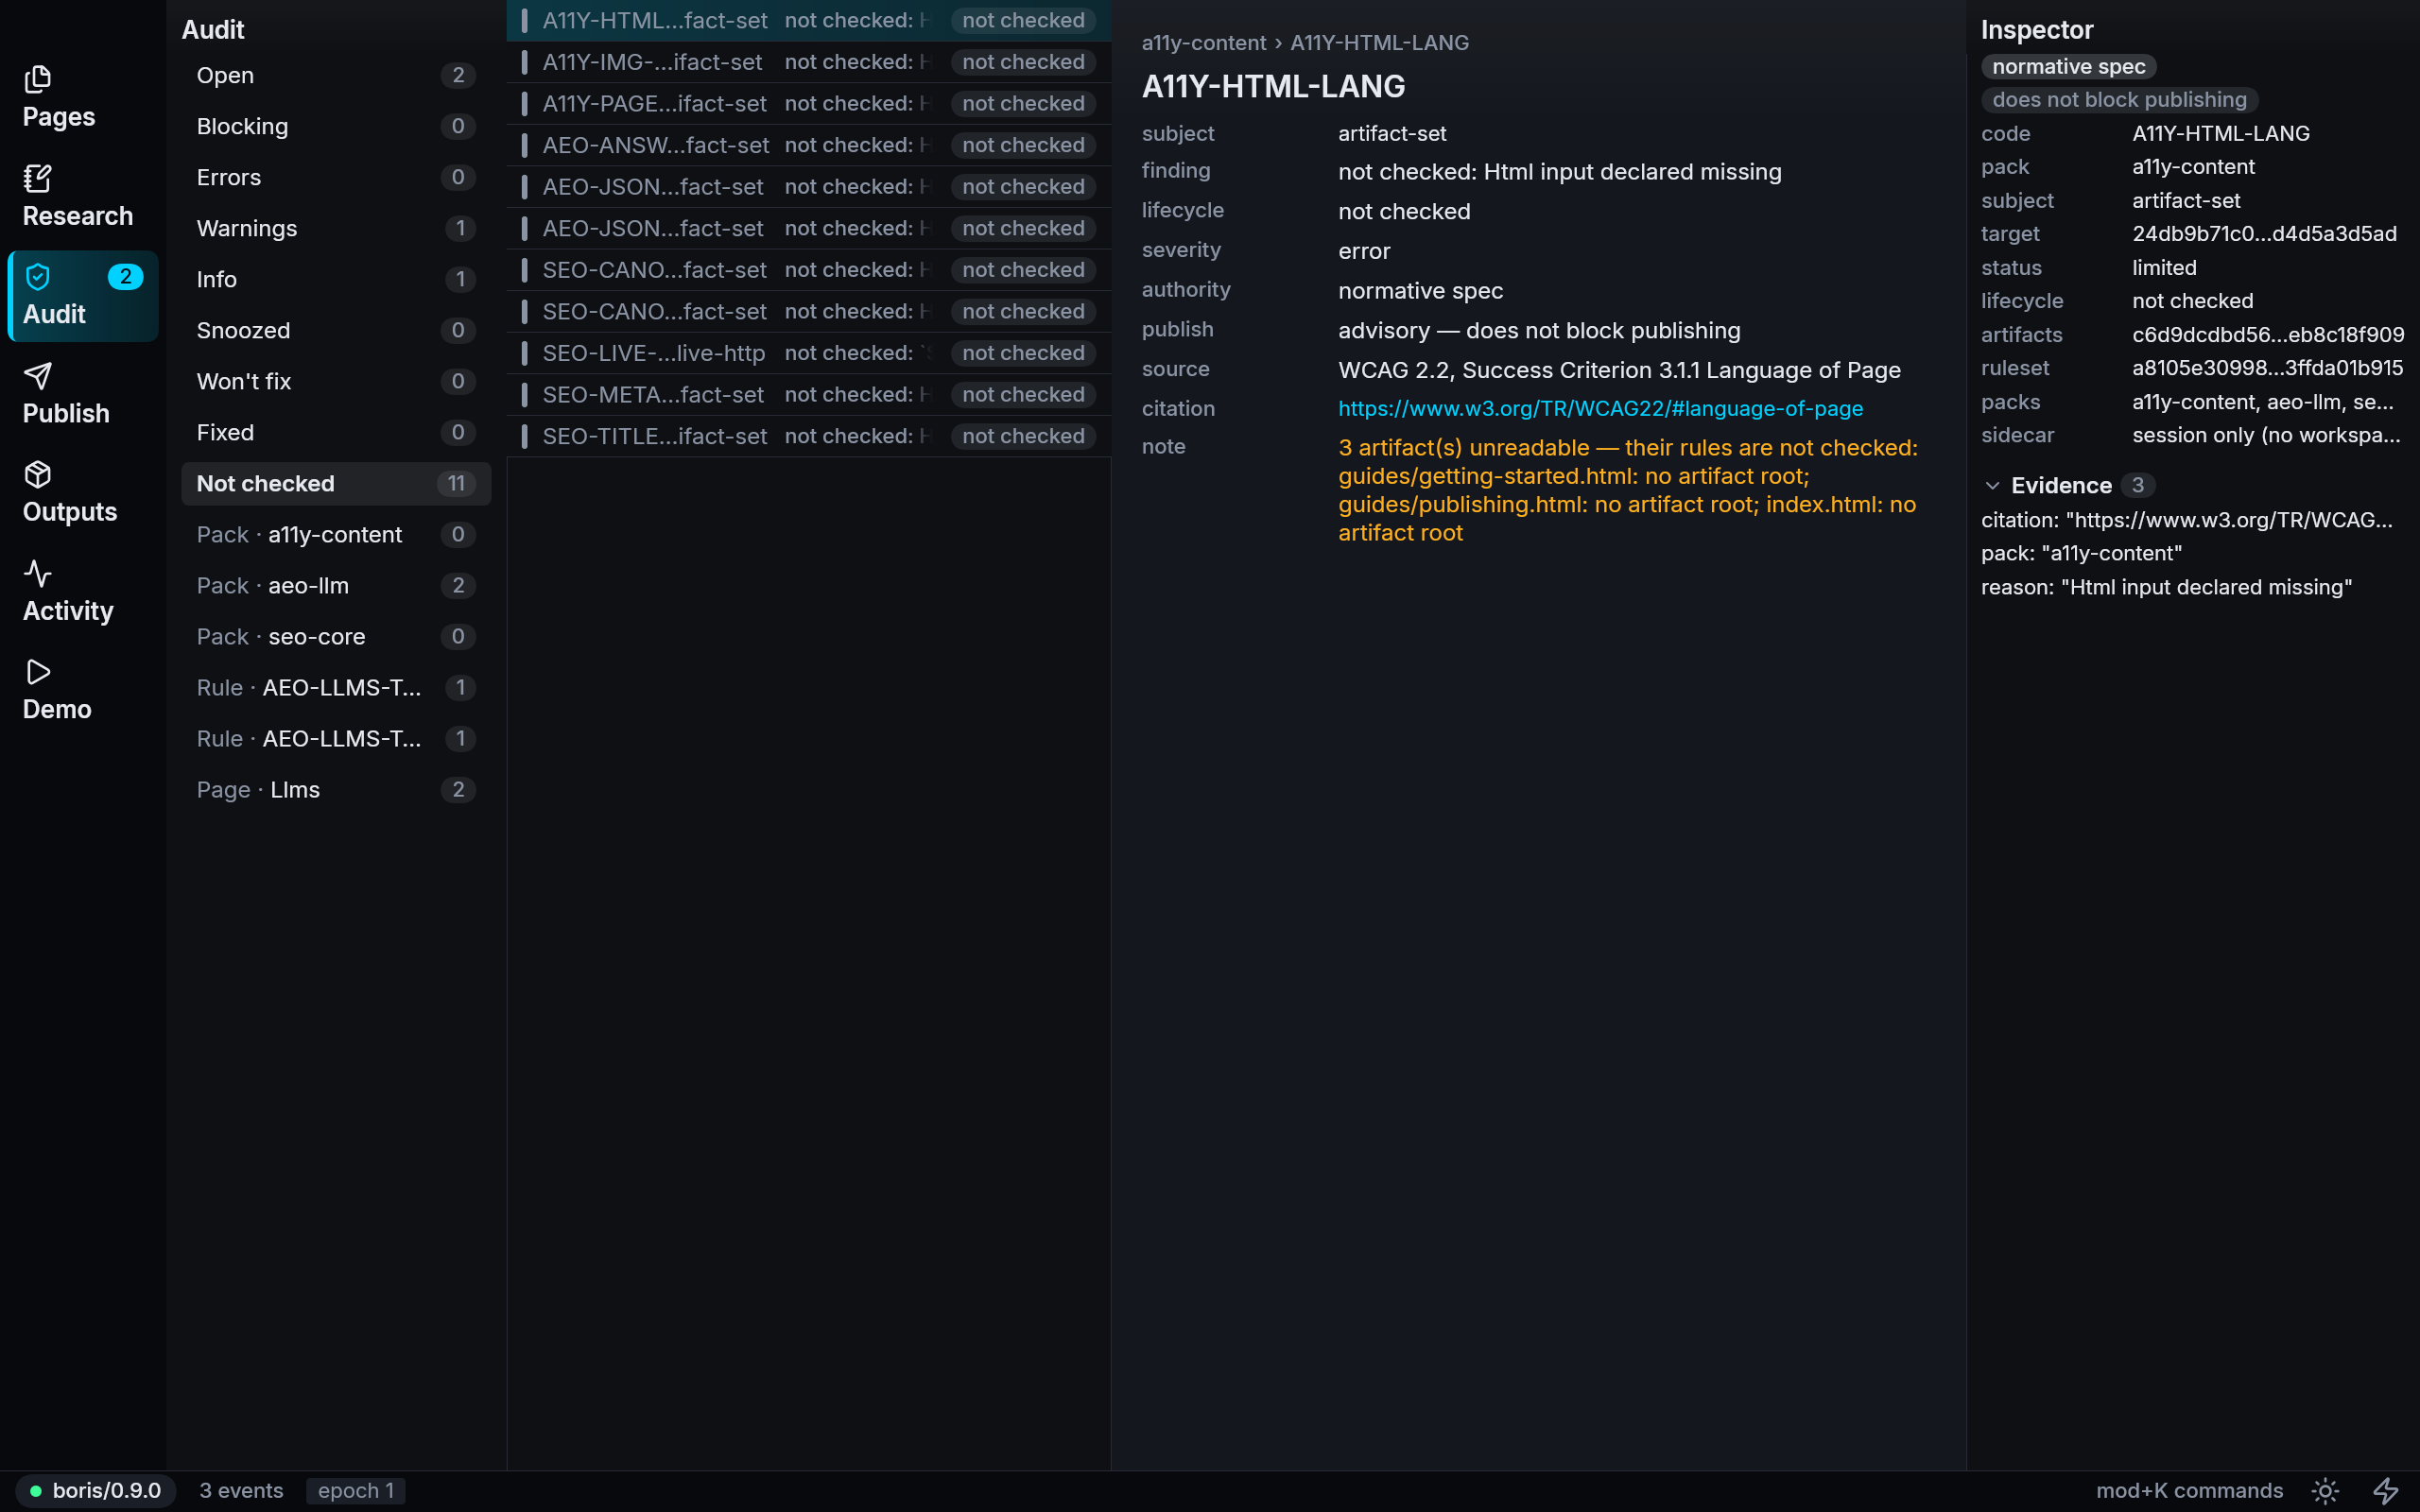 Pages
Research
2
Audit
Publish
Outputs
Activity
Demo
Audit
Open 2
Blocking 0
Errors 0
Warnings 1
Info 1
Snoozed 0
Won't fix 0
Fixed 0
Not checked 11
Pack · a11y-content 0
Pack · aeo-llm 2
Pack · seo-core 0
Rule · AEO-LLMS-T... 1
Rule · AEO-LLMS-T... 1
Page · Llms 2
A11Y-HTML...fact-set not checked: H not checked
A11Y-IMG-...ifact-set not checked: H not checked
A11Y-PAGE...ifact-set not checked: H not checked
AEO-ANSW...fact-set not checked: H not checked
AEO-JSON...fact-set not checked: H not checked
AEO-JSON...fact-set not checked: H not checked
SEO-CANO...fact-set not checked: H not checked
SEO-CANO...fact-set not checked: H not checked
SEO-LIVE-...live-http not checked: ` not checked
SEO-META...fact-set not checked: H not checked
SEO-TITLE...ifact-set not checked: H not checked
a11y-content › A11Y-HTML-LANG
A11Y-HTML-LANG
subject artifact-set
finding not checked: Html input declared missing
lifecycle not checked
severity error
authority normative spec
publish advisory — does not block publishing
source WCAG 2.2, Success Criterion 3.1.1 Language of Page
citation https://www.w3.org/TR/WCAG22/#language-of-page
note 3 artifact(s) unreadable — their rules are not checked:
guides/getting-started.html: no artifact root;
guides/publishing.html: no artifact root; index.html: no
artifact root
Inspector
normative spec
does not block publishing
code A11Y-HTML-LANG
pack a11y-content
subject artifact-set
target 24db9b71c0...d4d5a3d5ad
status limited
lifecycle not checked
artifacts c6d9dcdbd56...eb8c18f909
ruleset a8105e30998...3ffda01b915
packs a11y-content, aeo-llm, se...
sidecar session only (no workspa...
Evidence 3
citation: "https://www.w3.org/TR/WCAG...
pack: "a11y-content"
reason: "Html input declared missing"
boris/0.9.0 3 events epoch 1 mod+K commands